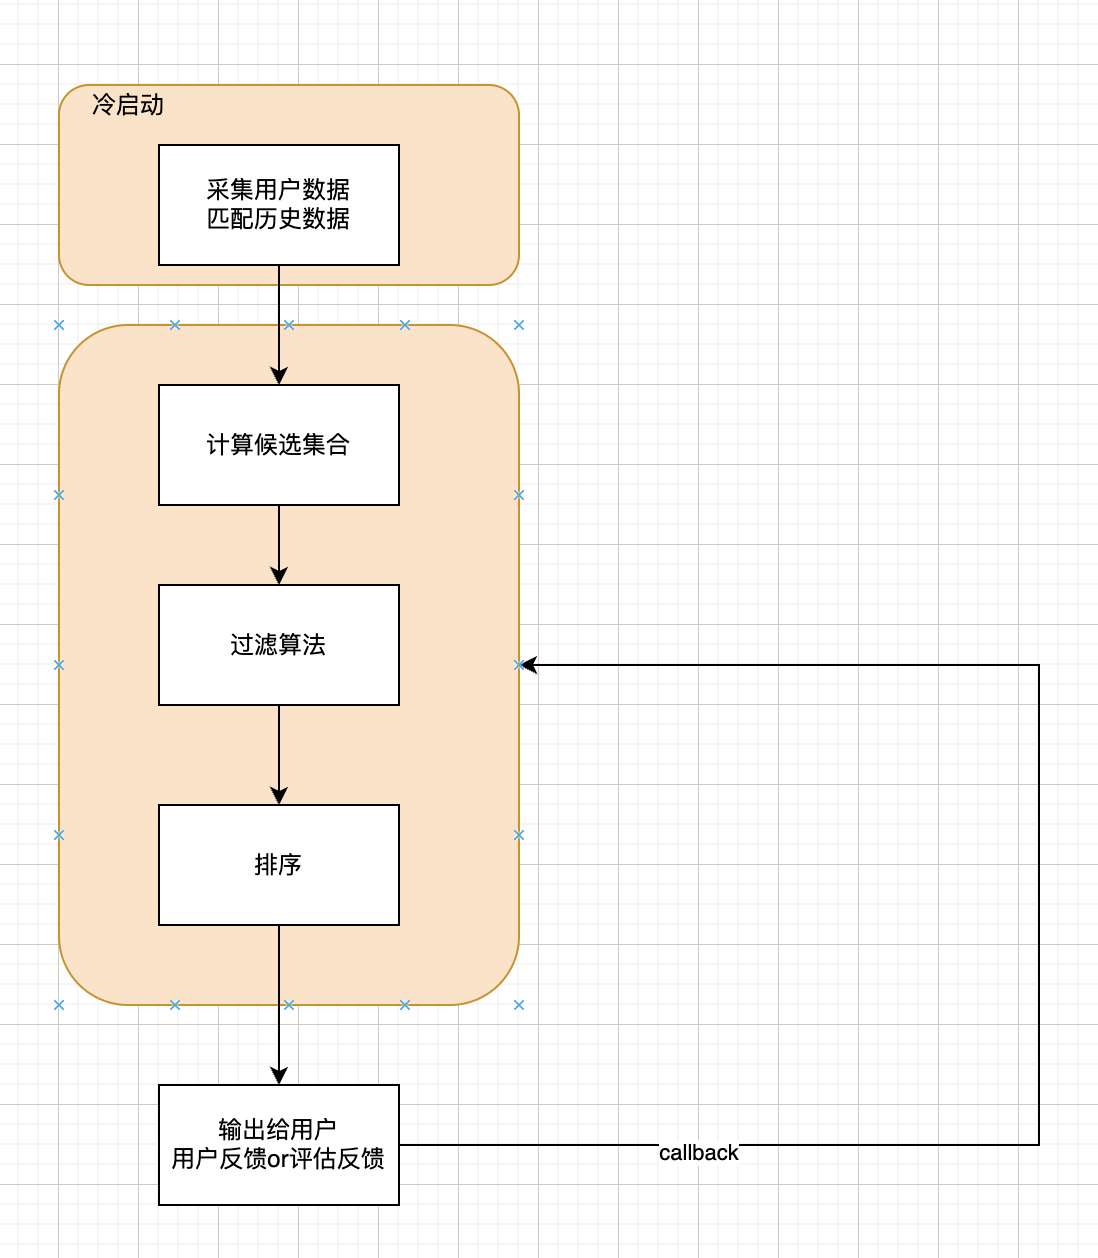 冷启动
采集用户数据
匹配历史数据
计算候选集合
过滤算法
排序
输出给用户
用户反馈or评估反馈
callback